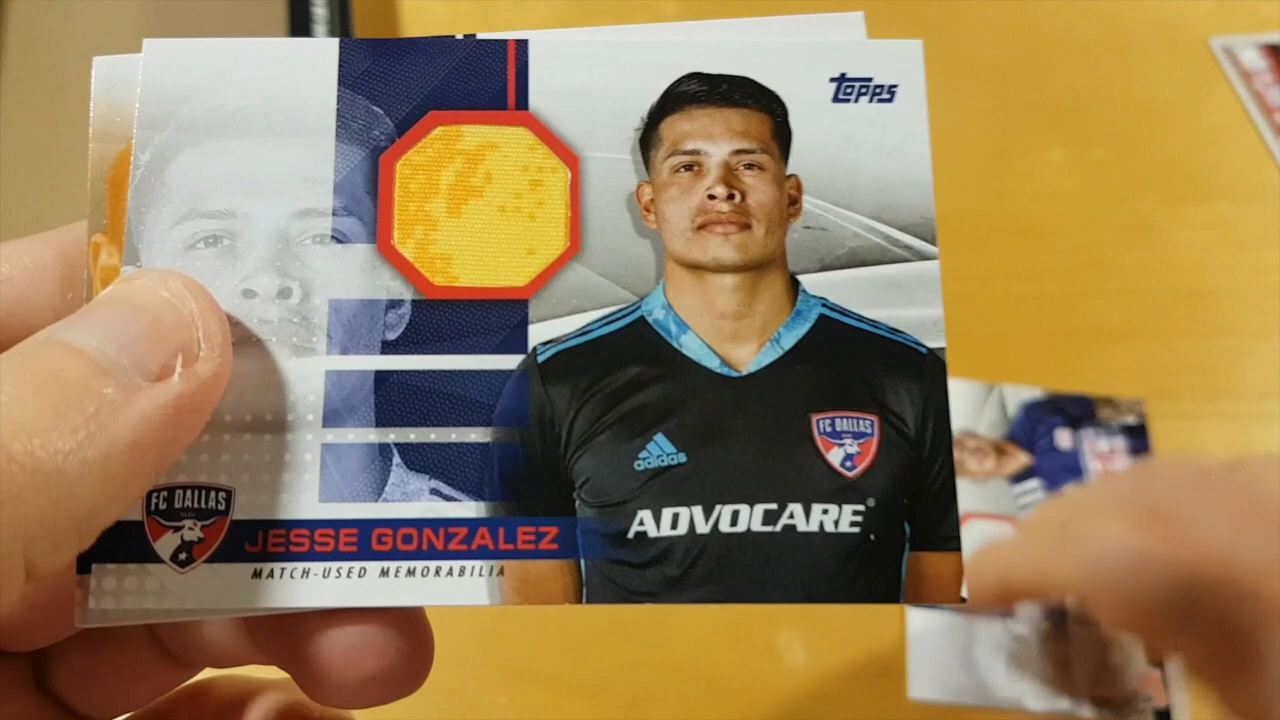 Topps
FC DALLAS
adidas
ADVOCARE®
FC DALLAS
JESSE GONZALEZ
MATCH-USED MEMORABILIA